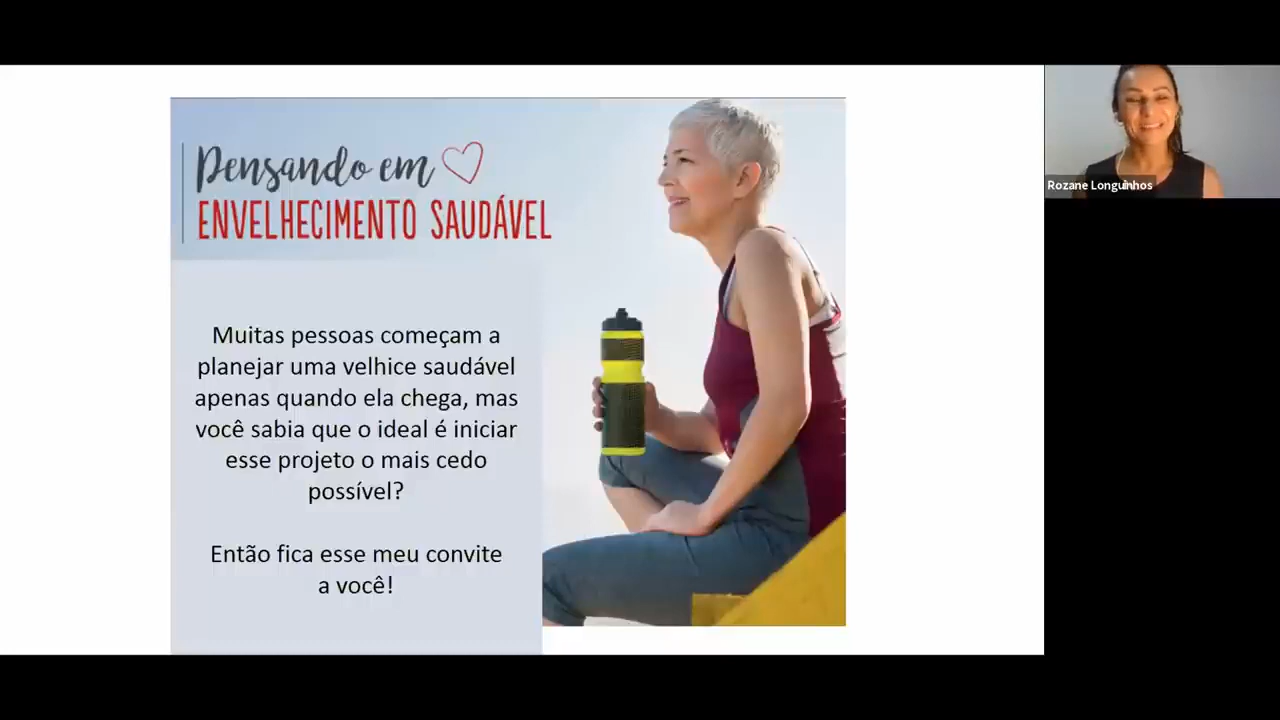 Pensando em
ENVELHECIMENTO SAUDÁVEL
Muitas pessoas começam a
planejar uma velhice saudável
apenas quando ela chega, mas
você sabia que o ideal é iniciar
esse projeto o mais cedo
possível?
Então fica esse meu convite
a você!
Rozane Longuinhos